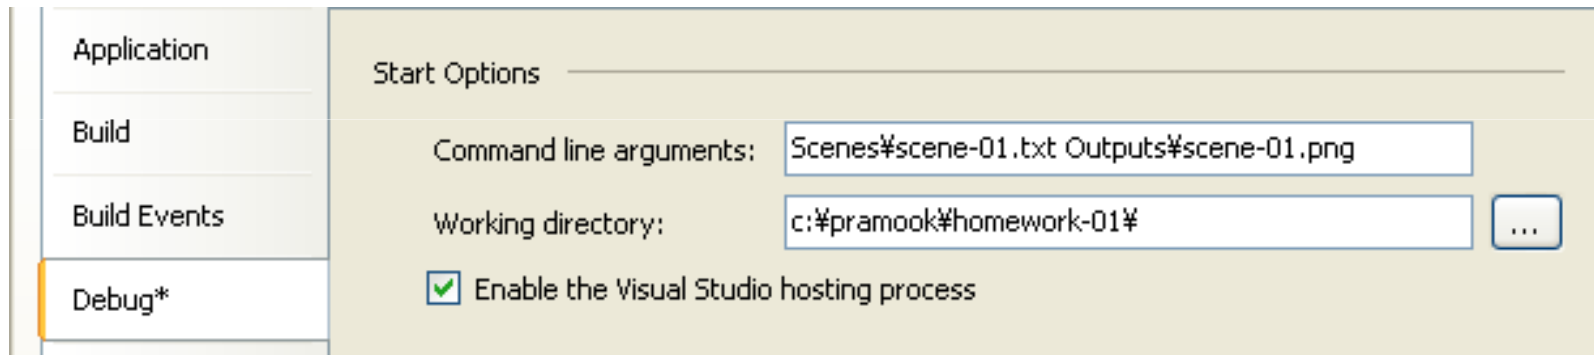 Application
Build
Build Events
Debug*
Start Options
Command line arguments: Scenes¥scene-01.txt Outputs¥scene-01.png
Working directory: c:¥pramook¥homework-01¥ ...
Enable the Visual Studio hosting process